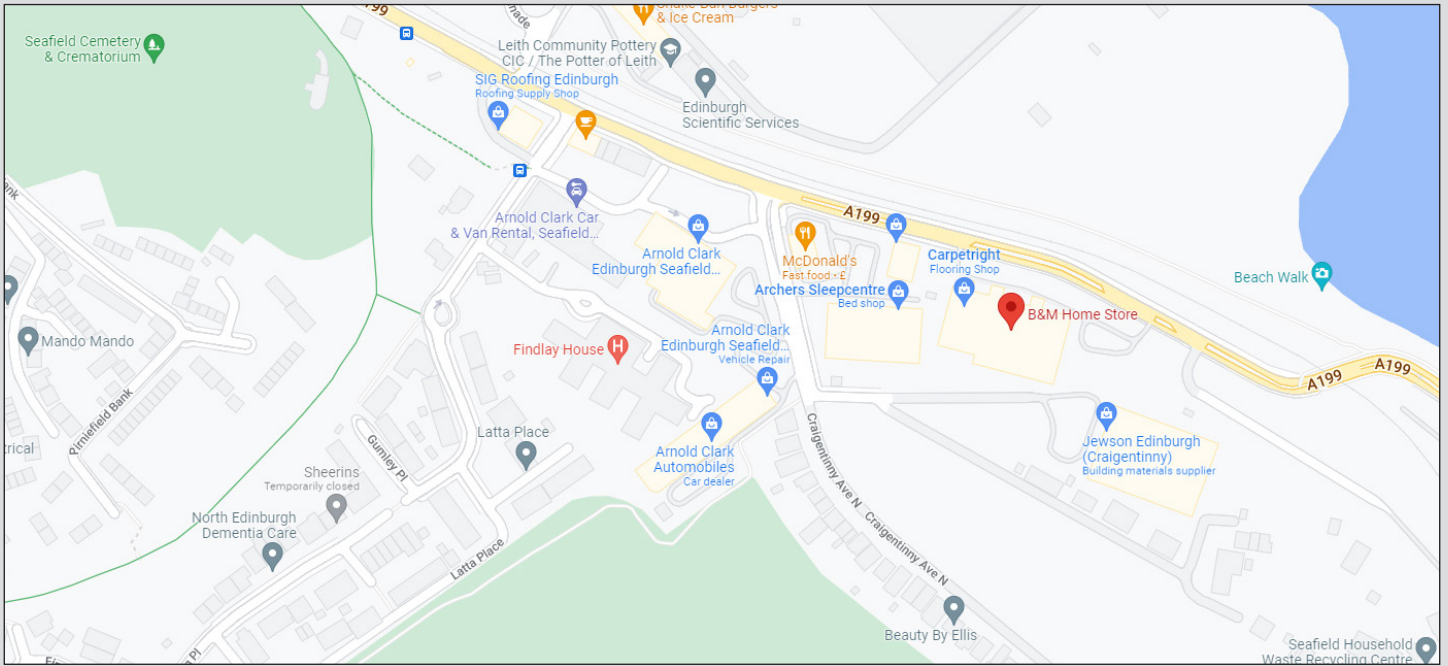 A199
Shake Bun Burgers
& Ice Cream
Seafield Cemetery
& Crematorium
Leith Community Pottery
CIC / The Potter of Leith
SIG Roofing Edinburgh
Roofing Supply Shop
Edinburgh
Scientific Services
Arnold Clark Car
& Van Rental, Seafield...
A199
Arnold Clark
Edinburgh Seafield...
McDonald's
Fast food · £
Carpetright
Flooring Shop
Archers Sleepcentre
Bed shop
Beach Walk
B&M Home Store
Mando Mando
Findlay House
H
Arnold Clark
Edinburgh Seafield...
Vehicle Repair
A199
A199
Pirniefield Bank
Gumley Pl
Latta Place
Craigentinny Ave N
Craigentinny Ave N
Arnold Clark
Automobiles
Car dealer
Jewson Edinburgh
(Craigentinny)
Building materials supplier
Sheerins
Temporarily closed
North Edinburgh
Dementia Care
Latta Place
Beauty By Ellis
Seafield Household
Waste Recycling Centre